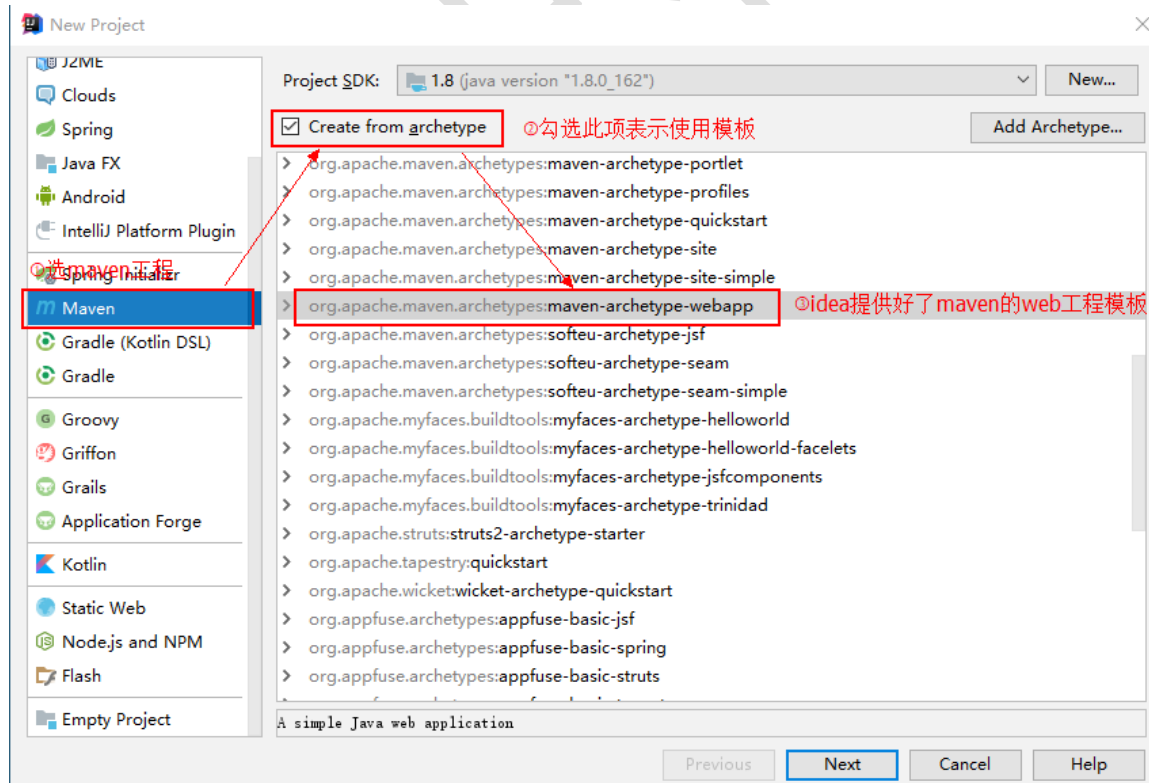 New Project
J2ME
Clouds
Spring
Java FX
Android
IntelliJ Platform Plugin
①选maven工程
Spring Initializr
Maven
Gradle (Kotlin DSL)
Gradle
Groovy
Griffon
Grails
Application Forge
Kotlin
Static Web
Node.js and NPM
Flash
Empty Project
Project SDK: 1.8 (java version "1.8.0_162") New...
Create from archetype ②勾选此项表示使用模板 Add Archetype...
org.apache.maven.archetypes:maven-archetype-portlet
org.apache.maven.archetypes:maven-archetype-profiles
org.apache.maven.archetypes:maven-archetype-quickstart
org.apache.maven.archetypes:maven-archetype-site
org.apache.maven.archetypes:maven-archetype-site-simple
org.apache.maven.archetypes:maven-archetype-webapp ③idea提供好了maven的web工程模板
org.apache.maven.archetypes:softeu-archetype-jsf
org.apache.maven.archetypes:softeu-archetype-seam
org.apache.maven.archetypes:softeu-archetype-seam-simple
org.apache.myfaces.buildtools:myfaces-archetype-helloworld
org.apache.myfaces.buildtools:myfaces-archetype-helloworld-facelets
org.apache.myfaces.buildtools:myfaces-archetype-jsfcomponents
org.apache.myfaces.buildtools:myfaces-archetype-trinidad
org.apache.struts:struts2-archetype-starter
org.apache.tapestry:quickstart
org.apache.wicket:wicket-archetype-quickstart
org.appfuse.archetypes:appfuse-basic-jsf
org.appfuse.archetypes:appfuse-basic-spring
org.appfuse.archetypes:appfuse-basic-struts
A simple Java web application
Previous Next Cancel Help